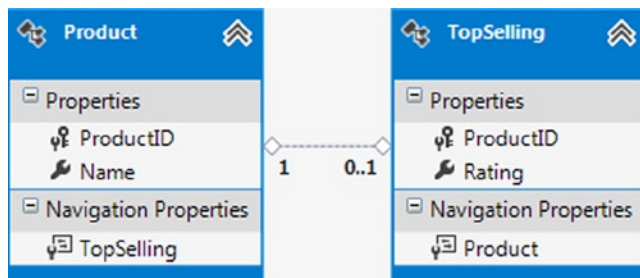 Product
Properties
ProductID
Name
Navigation Properties
TopSelling
1 0..1
TopSelling
Properties
ProductID
Rating
Navigation Properties
Product